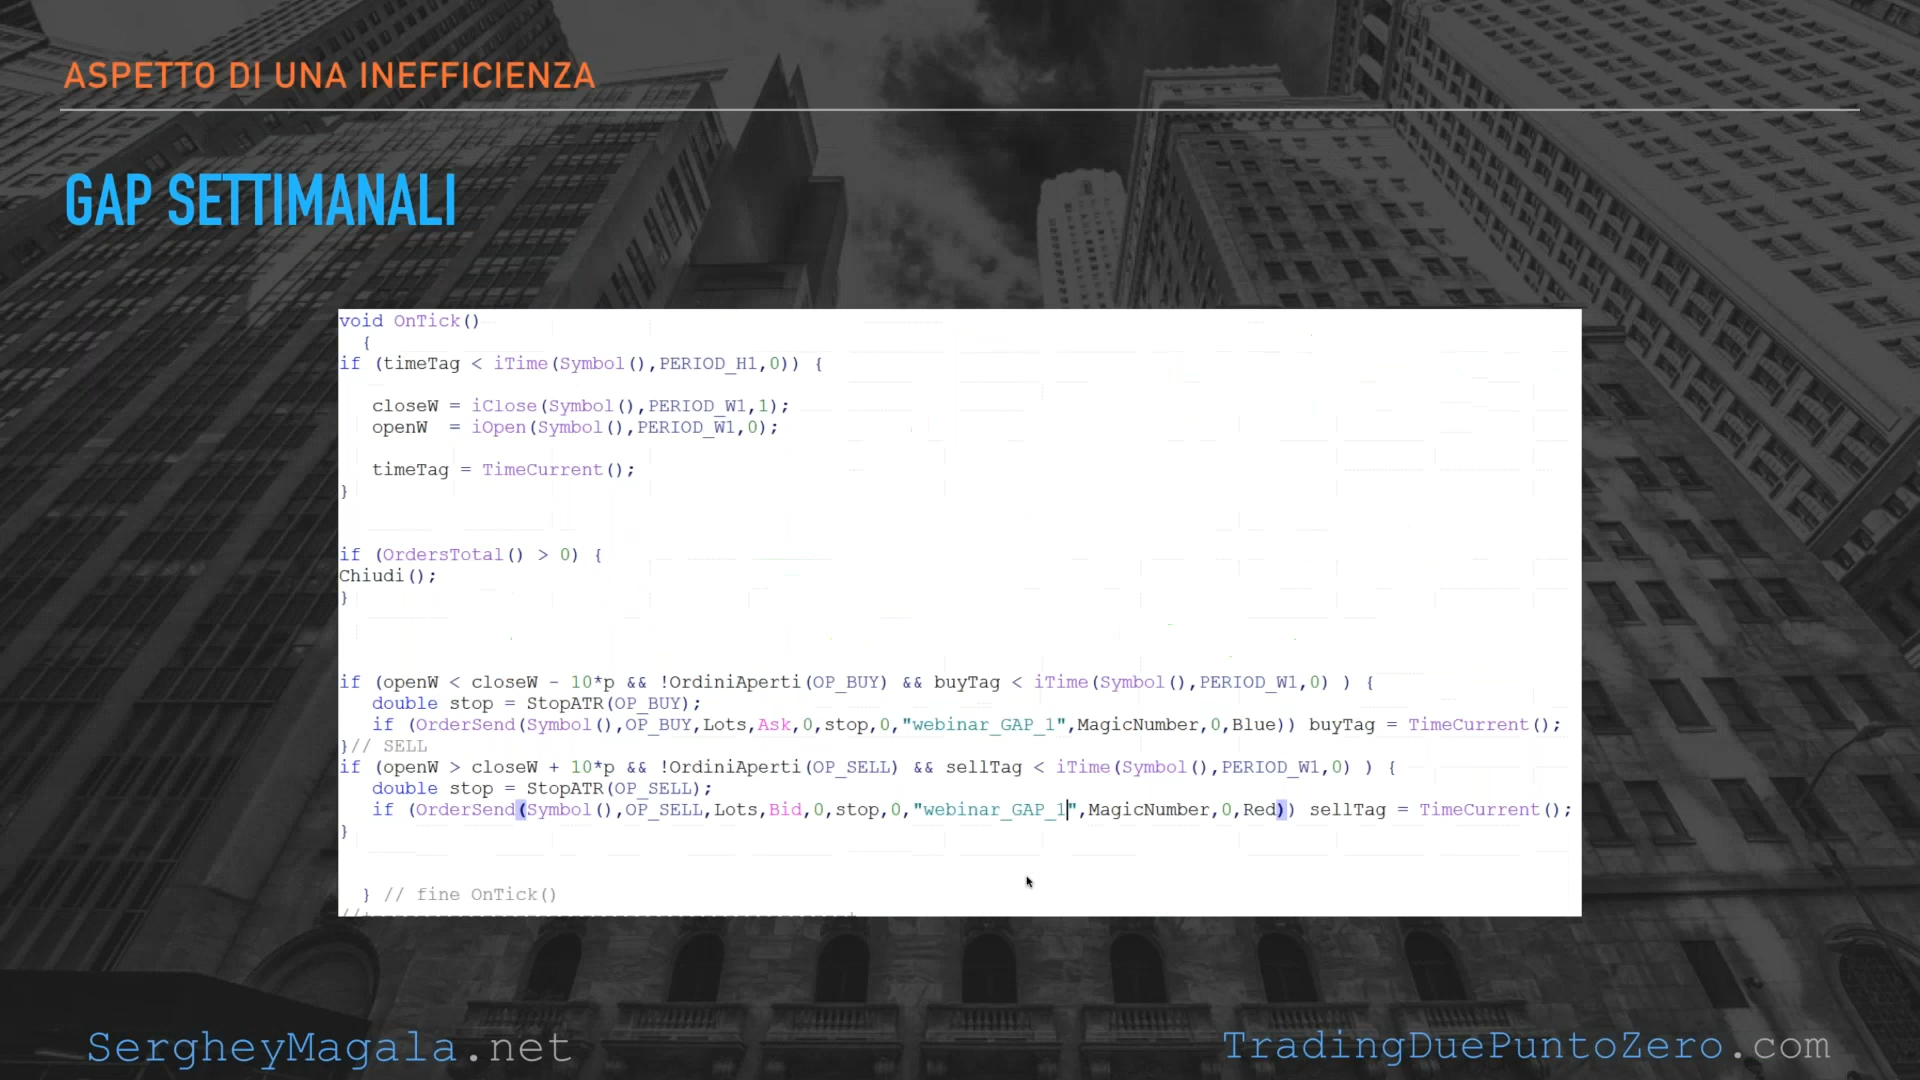 ASPETTO DI UNA INEFFICIENZA
GAP SETTIMANALI
void OnTick()
{
if (timeTag < iTime(Symbol(),PERIOD_H1,0)) {
closeW = iClose(Symbol(),PERIOD_W1,1);
openW = iOpen(Symbol(),PERIOD_W1,0);
timeTag = TimeCurrent();
}
if (OrdersTotal() > 0) {
Chiudi();
}
if (openW < closeW - 10*p && !OrdiniAperti(OP_BUY) && buyTag < iTime(Symbol(),PERIOD_W1,0) ) {
double stop = StopATR(OP_BUY);
if (OrderSend(Symbol(),OP_BUY,Lots,Ask,0,stop,0,"webinar_GAP_1",MagicNumber,0,Blue)) buyTag = TimeCurrent();
}// SELL
if (openW > closeW + 10*p && !OrdiniAperti(OP_SELL) && sellTag < iTime(Symbol(),PERIOD_W1,0) ) {
double stop = StopATR(OP_SELL);
if (OrderSend(Symbol(),OP_SELL,Lots,Bid,0,stop,0,"webinar_GAP_1",MagicNumber,0,Red)) sellTag = TimeCurrent();
}
} // fine OnTick()
SergheyMagala.net
TradingDuePuntoZero.com